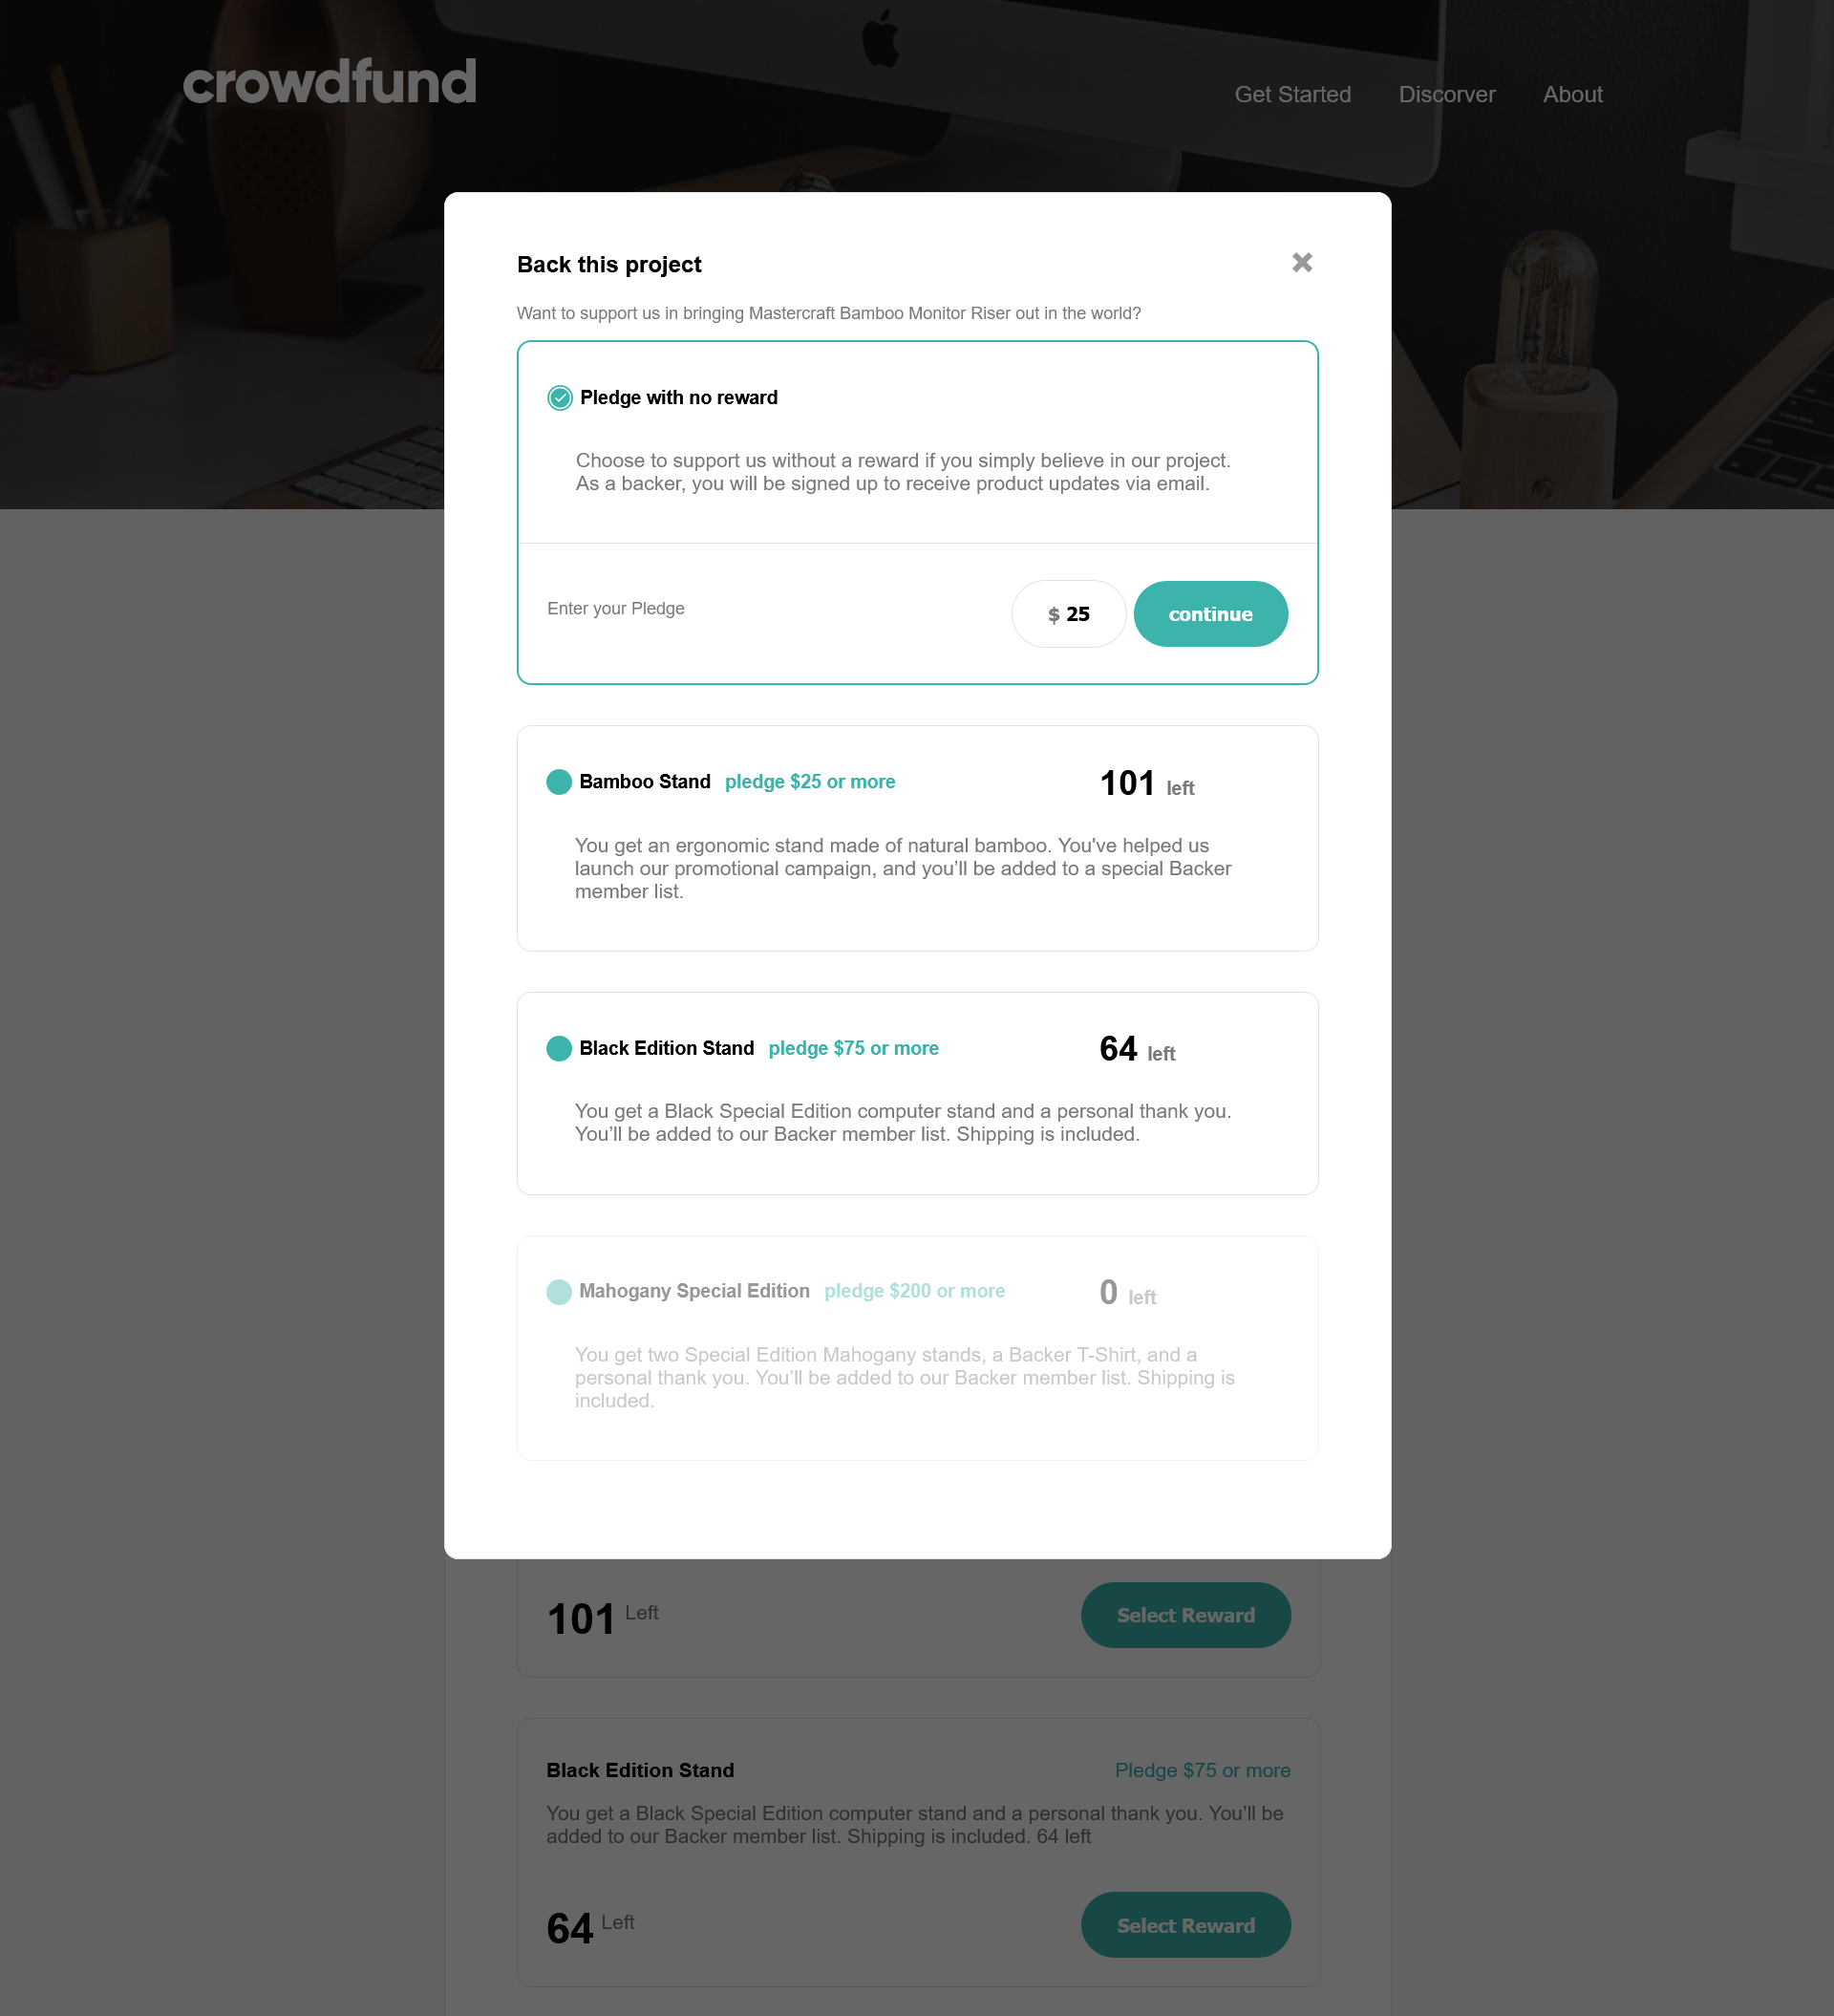 crowdfund
Get Started Discorver About
Back this project
Want to support us in bringing Mastercraft Bamboo Monitor Riser out in the world?
Pledge with no reward
Choose to support us without a reward if you simply believe in our project.
As a backer, you will be signed up to receive product updates via email.
Enter your Pledge
$ 25
continue
Bamboo Stand pledge $25 or more
101 left
You get an ergonomic stand made of natural bamboo. You've helped us
launch our promotional campaign, and you’ll be added to a special Backer
member list.
Black Edition Stand pledge $75 or more
64 left
You get a Black Special Edition computer stand and a personal thank you.
You’ll be added to our Backer member list. Shipping is included.
Mahogany Special Edition pledge $200 or more
0 left
You get two Special Edition Mahogany stands, a Backer T-Shirt, and a
personal thank you. You’ll be added to our Backer member list. Shipping is
included.
101 Left
Select Reward
Black Edition Stand
Pledge $75 or more
You get a Black Special Edition computer stand and a personal thank you. You’ll be
added to our Backer member list. Shipping is included. 64 left
64 Left
Select Reward